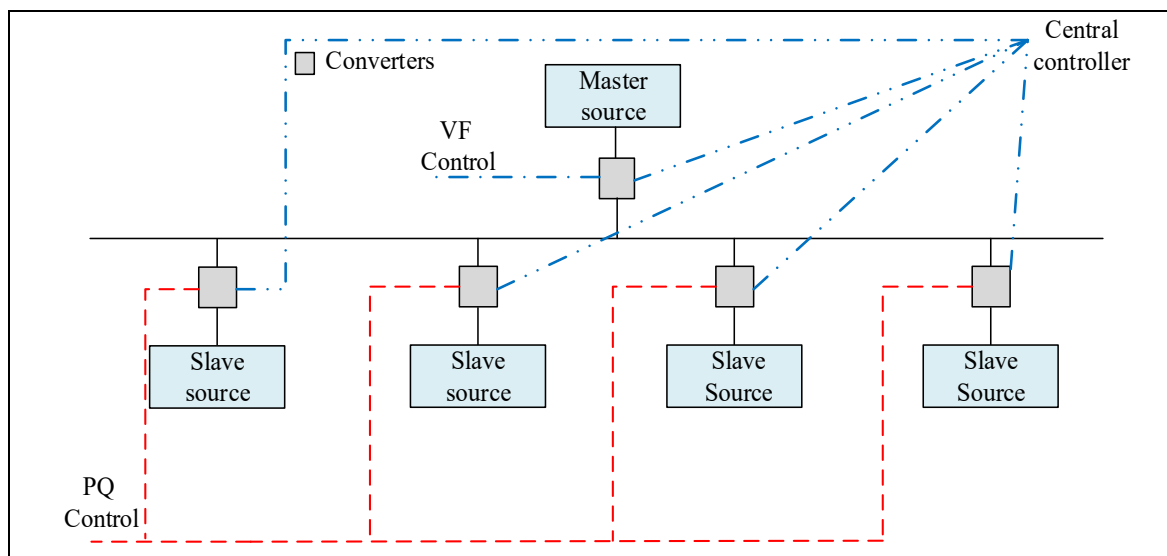 Central
controller
Converters
Master
source
VF
Control
Slave
source
Slave
source
Slave
Source
Slave
Source
PQ
Control